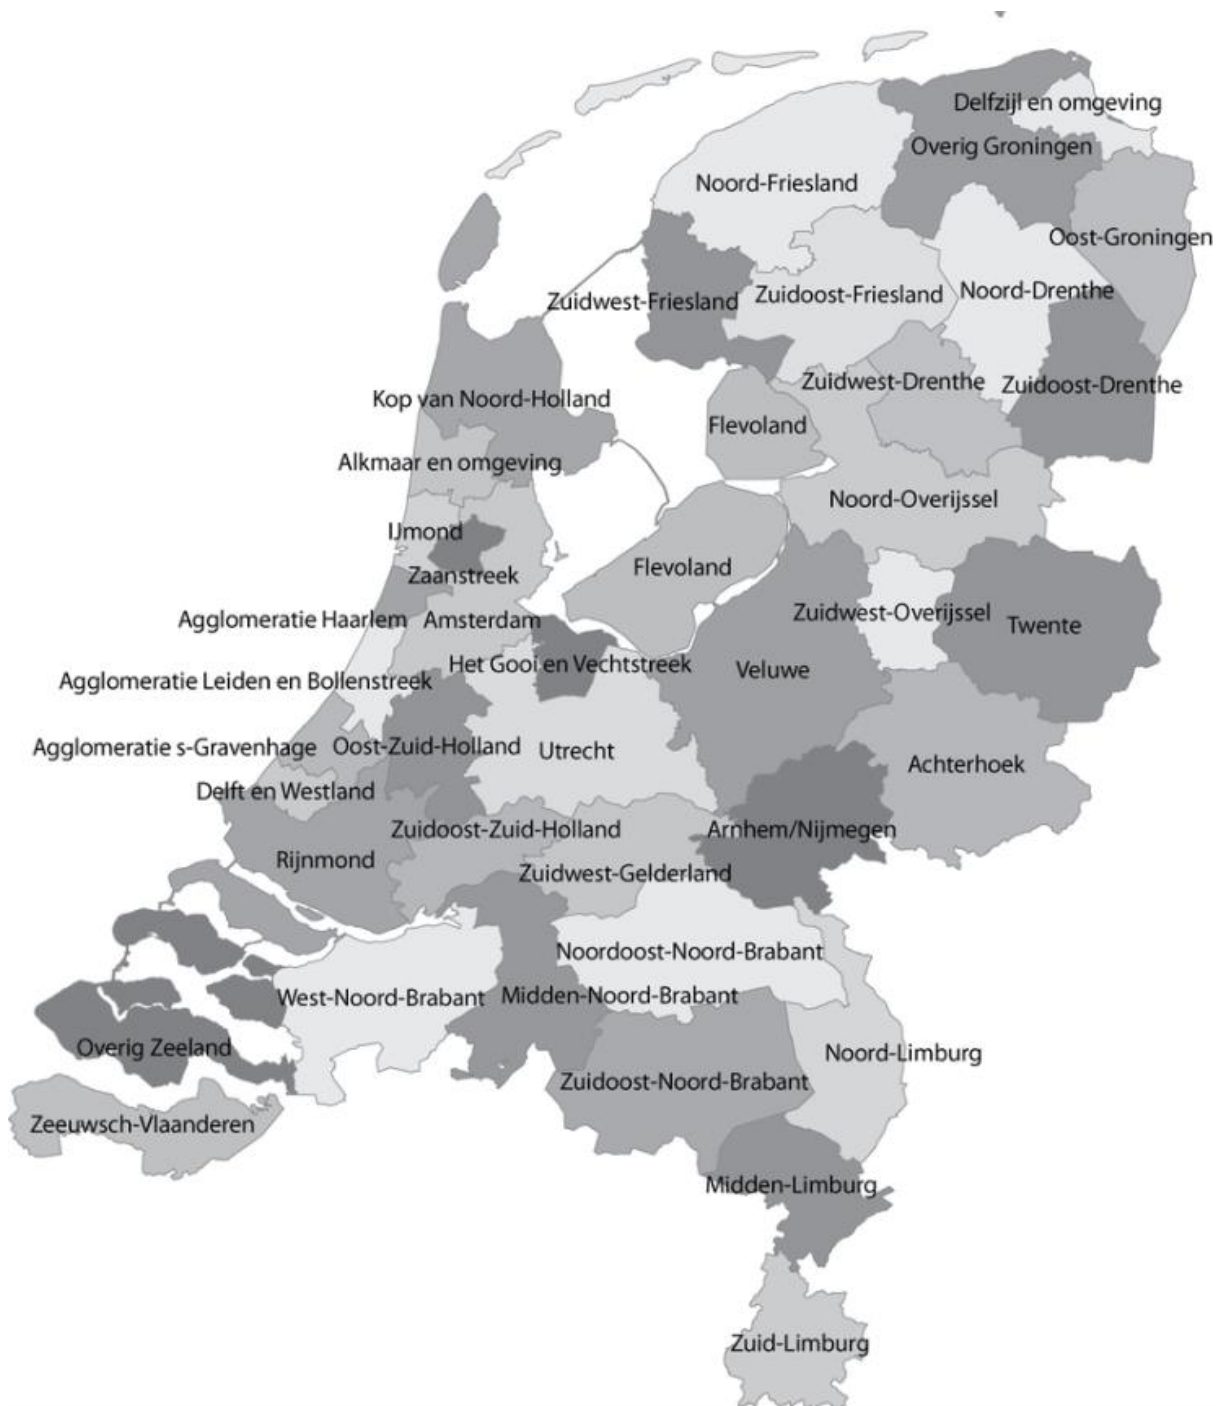 Delfzijl en omgeving
Overig Groningen
Noord-Friesland
Oost-Groningen
Zuidwest-Friesland
Zuidoost-Friesland
Noord-Drenthe
Zuidwest-Drenthe
Zuidoost-Drenthe
Kop van Noord-Holland
Flevoland
Alkmaar en omgeving
Noord-Overijssel
IJmond
Flevoland
Zaanstreek
Agglomeratie Haarlem
Amsterdam
Zuidwest-Overijssel
Twente
Het Gooi en Vechtstreek
Veluwe
Agglomeratie Leiden en Bollenstreek
Agglomeratie s-Gravenhage
Oost-Zuid-Holland
Utrecht
Achterhoek
Delft en Westland
Zuidoost-Zuid-Holland
Arnhem/Nijmegen
Rijnmond
Zuidwest-Gelderland
Noordoost-Noord-Brabant
West-Noord-Brabant
Midden-Noord-Brabant
Overig Zeeland
Noord-Limburg
Zuidoost-Noord-Brabant
Zeeuwsch-Vlaanderen
Midden-Limburg
Zuid-Limburg